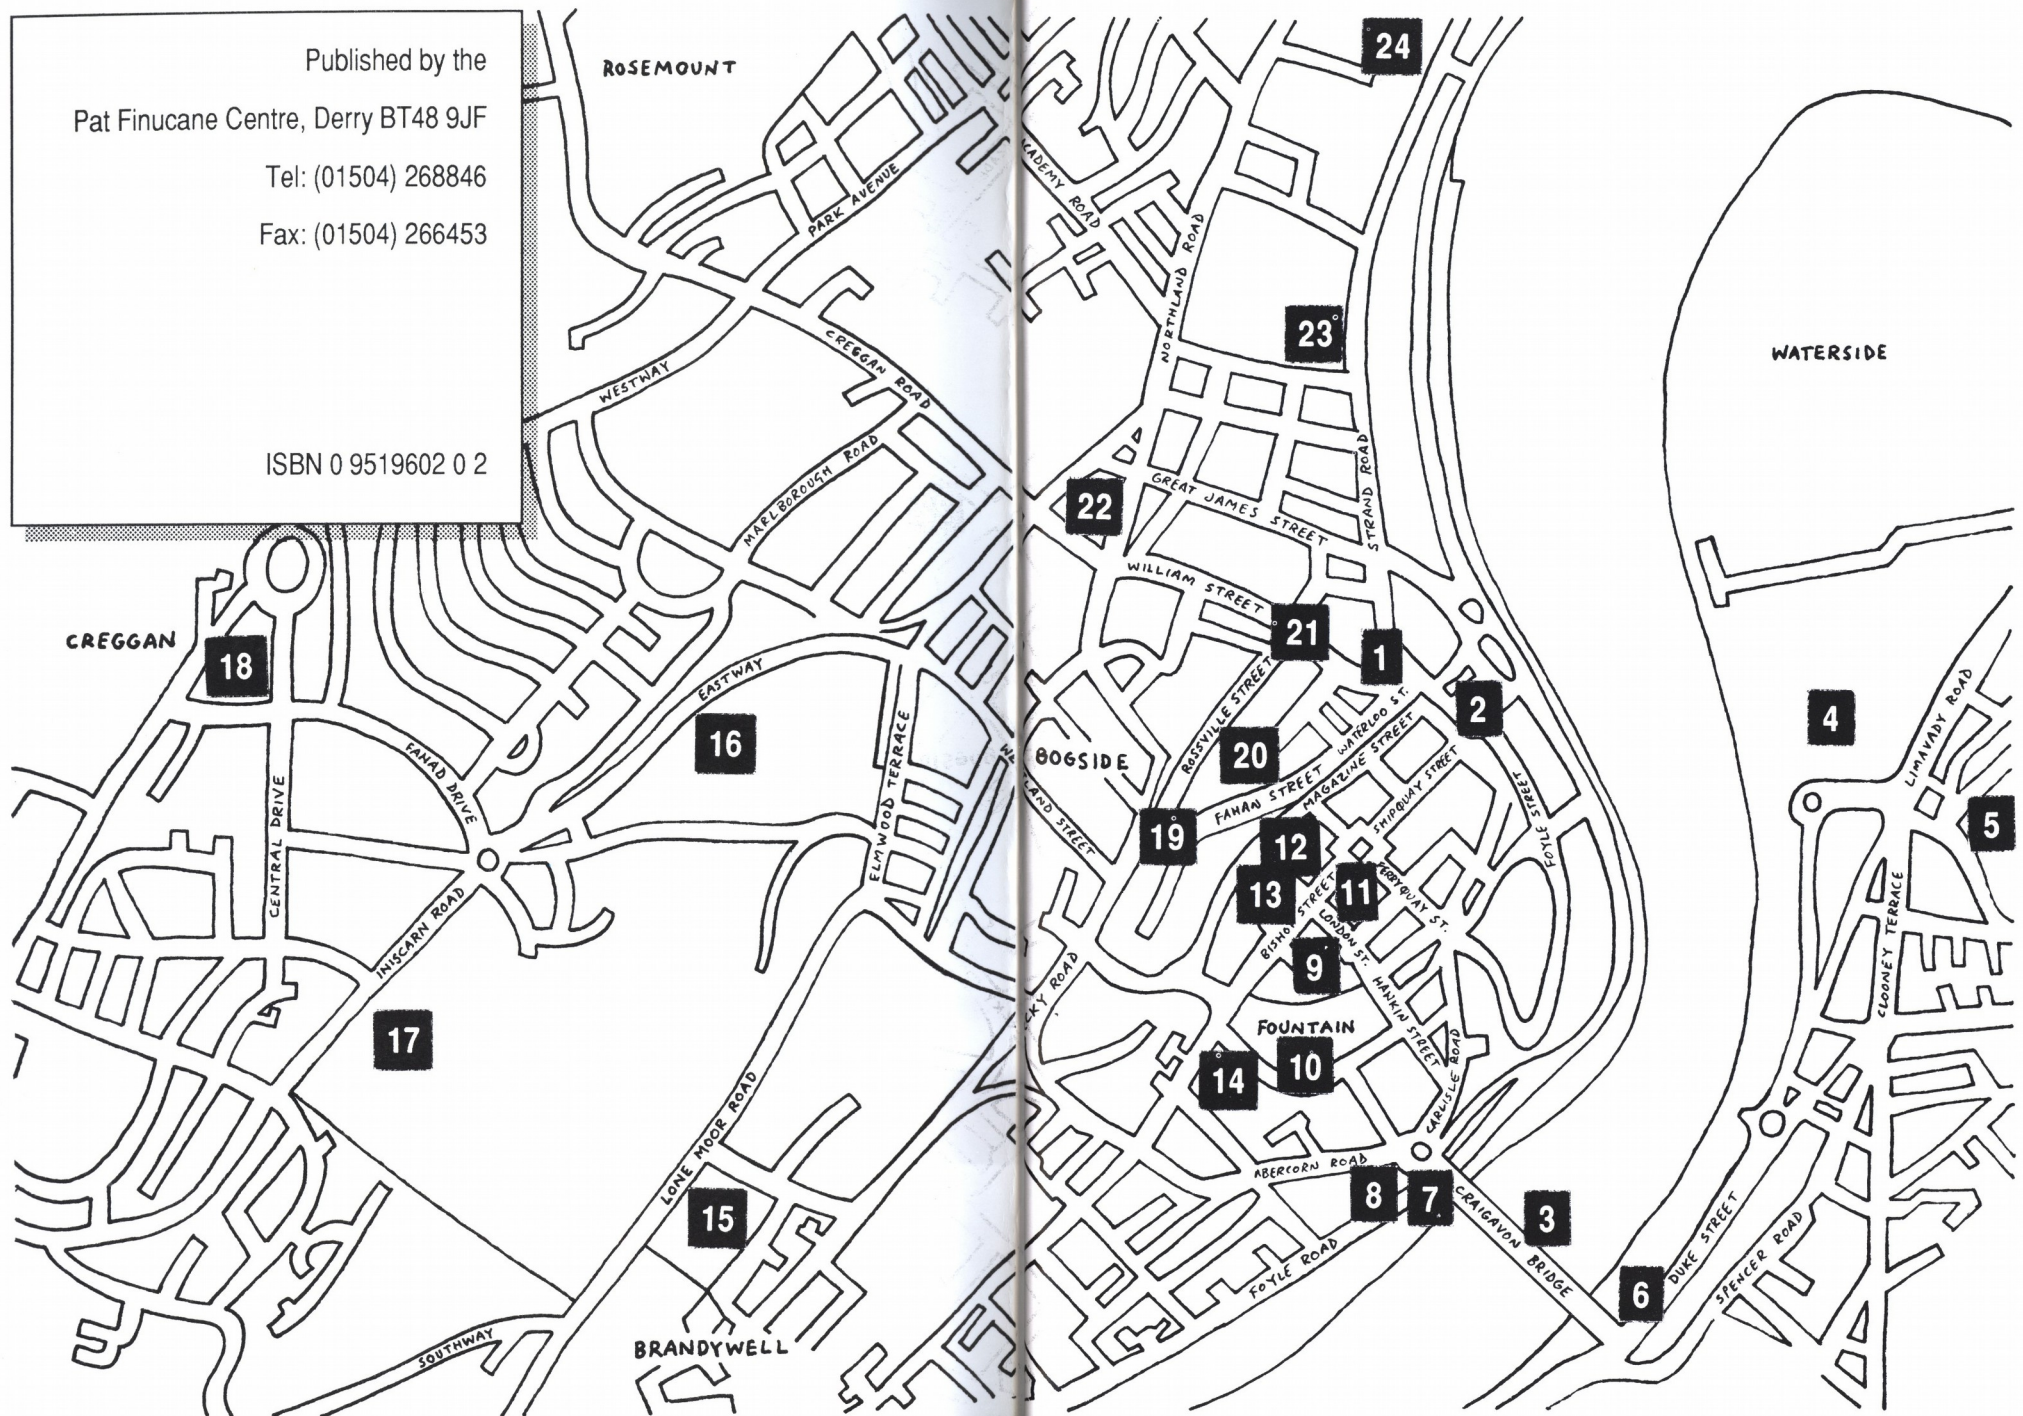 Published by the
Pat Finucane Centre, Derry BT48 9JF
Tel: (01504) 268846
Fax: (01504) 266453
ISBN 0 9519602 0 2
ROSEMOUNT
PARK AVENUE
WESTWAY
CREGGAN ROAD
MARLBOROUGH ROAD
CREGGAN
18
EASTWAY
16
FANAD DRIVE
CENTRAL DRIVE
ELMWOOD TERRACE
INISCARN ROAD
17
LONE MOOR ROAD
15
SOUTHWAY
BRANDYWELL
24
ACADEMY ROAD
NORTHLAND ROAD
23
WATERSIDE
STRAND ROAD
22
GREAT JAMES STREET
WILLIAM STREET
21
1
2
4
LIMAVADY ROAD
ROSSVILLE STREET
WATERLOO ST.
BOGSIDE
20
MAGAZINE STREET
SHIPQUAY STREET
FAHAN STREET
FOYLE STREET
5
STREET
19
12
13
11
FERRYQUAY ST.
STREET
LONDON ST.
9
CLOONEY TERRACE
ROAD
HANKIN STREET
FOUNTAIN
10
14
CARLISLE ROAD
ABERCORN ROAD
8
7
CRAIGAVON BRIDGE
3
FOYLE ROAD
6
DUKE STREET
SPENCER ROAD